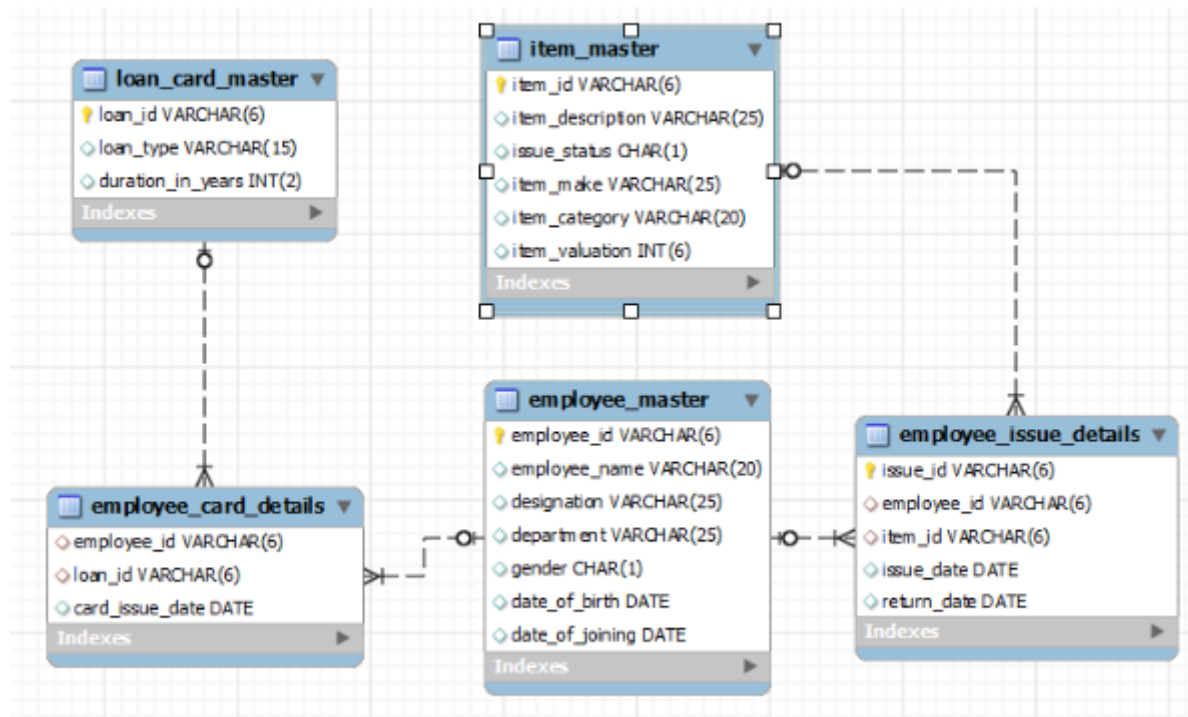 loan_card_master
loan_id VARCHAR(6)
loan_type VARCHAR(15)
duration_in_years INT(2)
Indexes
item_master
item_id VARCHAR(6)
item_description VARCHAR(25)
issue_status CHAR(1)
item_make VARCHAR(25)
item_category VARCHAR(20)
item_valuation INT(6)
Indexes
employee_card_details
employee_id VARCHAR(6)
loan_id VARCHAR(6)
card_issue_date DATE
Indexes
employee_master
employee_id VARCHAR(6)
employee_name VARCHAR(20)
designation VARCHAR(25)
department VARCHAR(25)
gender CHAR(1)
date_of_birth DATE
date_of_joining DATE
Indexes
employee_issue_details
issue_id VARCHAR(6)
employee_id VARCHAR(6)
item_id VARCHAR(6)
issue_date DATE
return_date DATE
Indexes